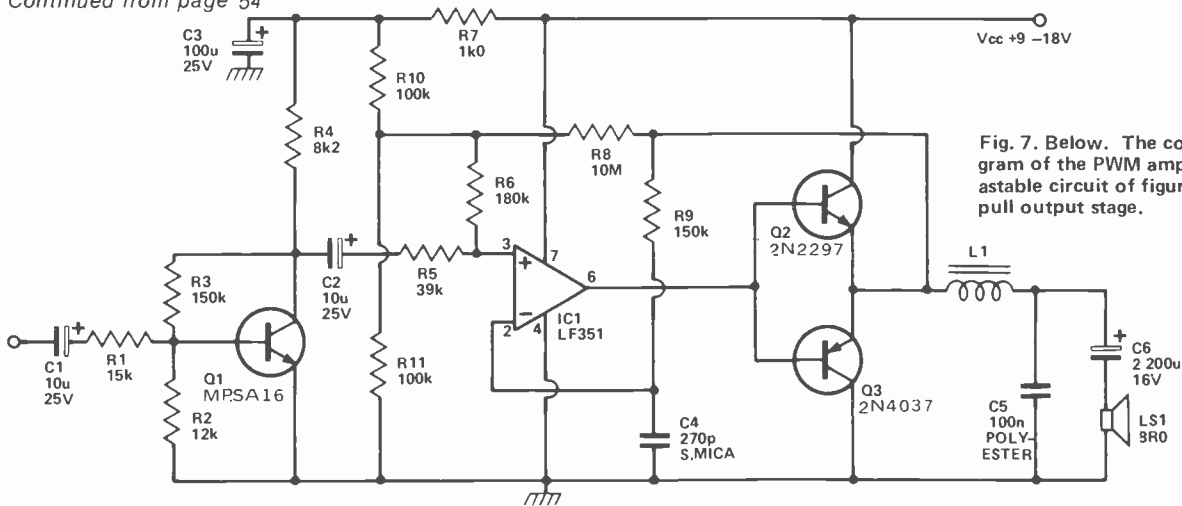 Continued from page 54
C3
100u
25V
R7
1k0
Vcc +9 –18V
R10
100k
R4
8k2
R8
10M
R6
180k
R9
150k
Fig. 7. Below. The co
gram of the PWM amp
astable circuit of figur
pull output stage.
Q2
2N2297
L1
R3
150k
C2
10u
25V
R5
39k
3
7
6
2
4
+
–
IC1
LF351
C1
10u
25V
R1
15k
Q1
MPSA16
R2
12k
R11
100k
C4
270p
S.MICA
Q3
2N4037
C5
100n
POLY-
ESTER
C6
2 200u
16V
LS1
8R0